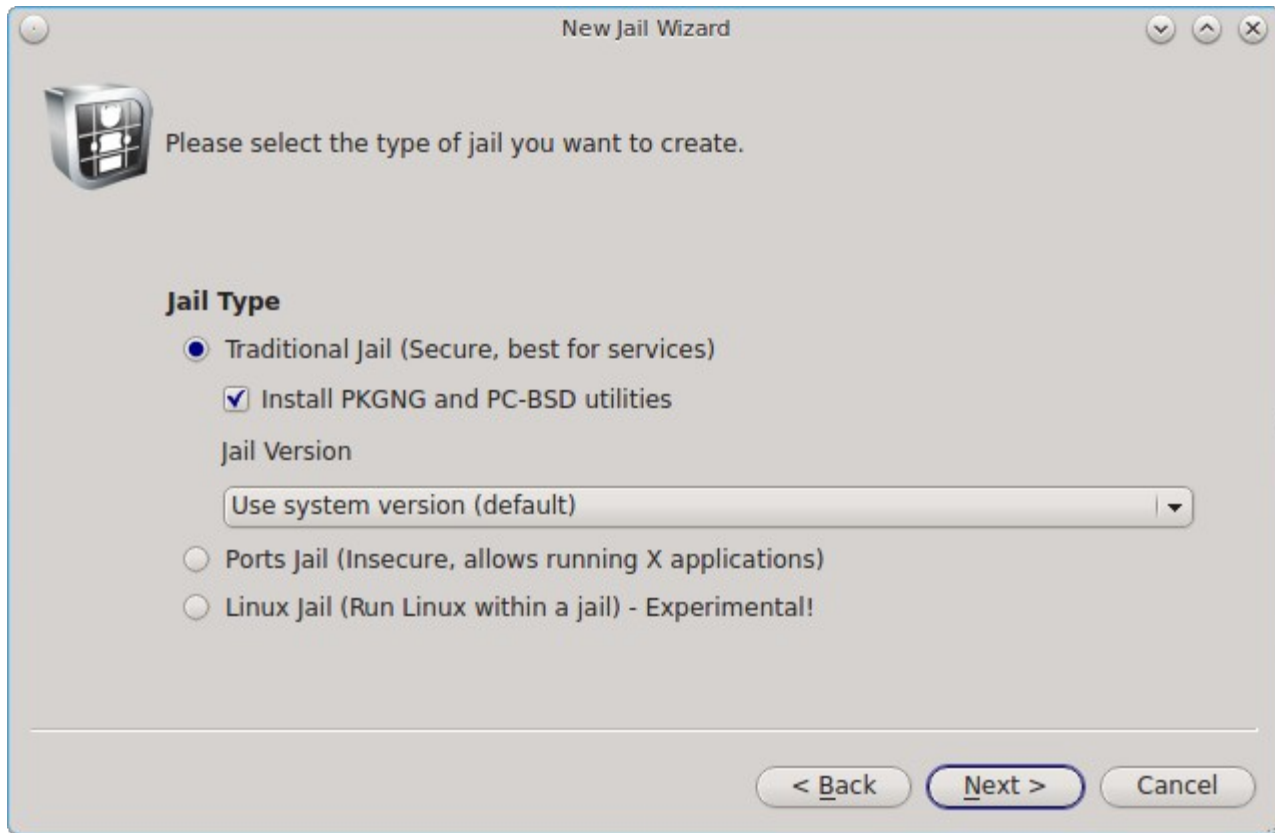 New Jail Wizard
Please select the type of jail you want to create.
Jail Type
Traditional Jail (Secure, best for services)
Install PKGNG and PC-BSD utilities
Jail Version
Use system version (default)
Ports Jail (Insecure, allows running X applications)
Linux Jail (Run Linux within a jail) - Experimental!
< Back Next > Cancel